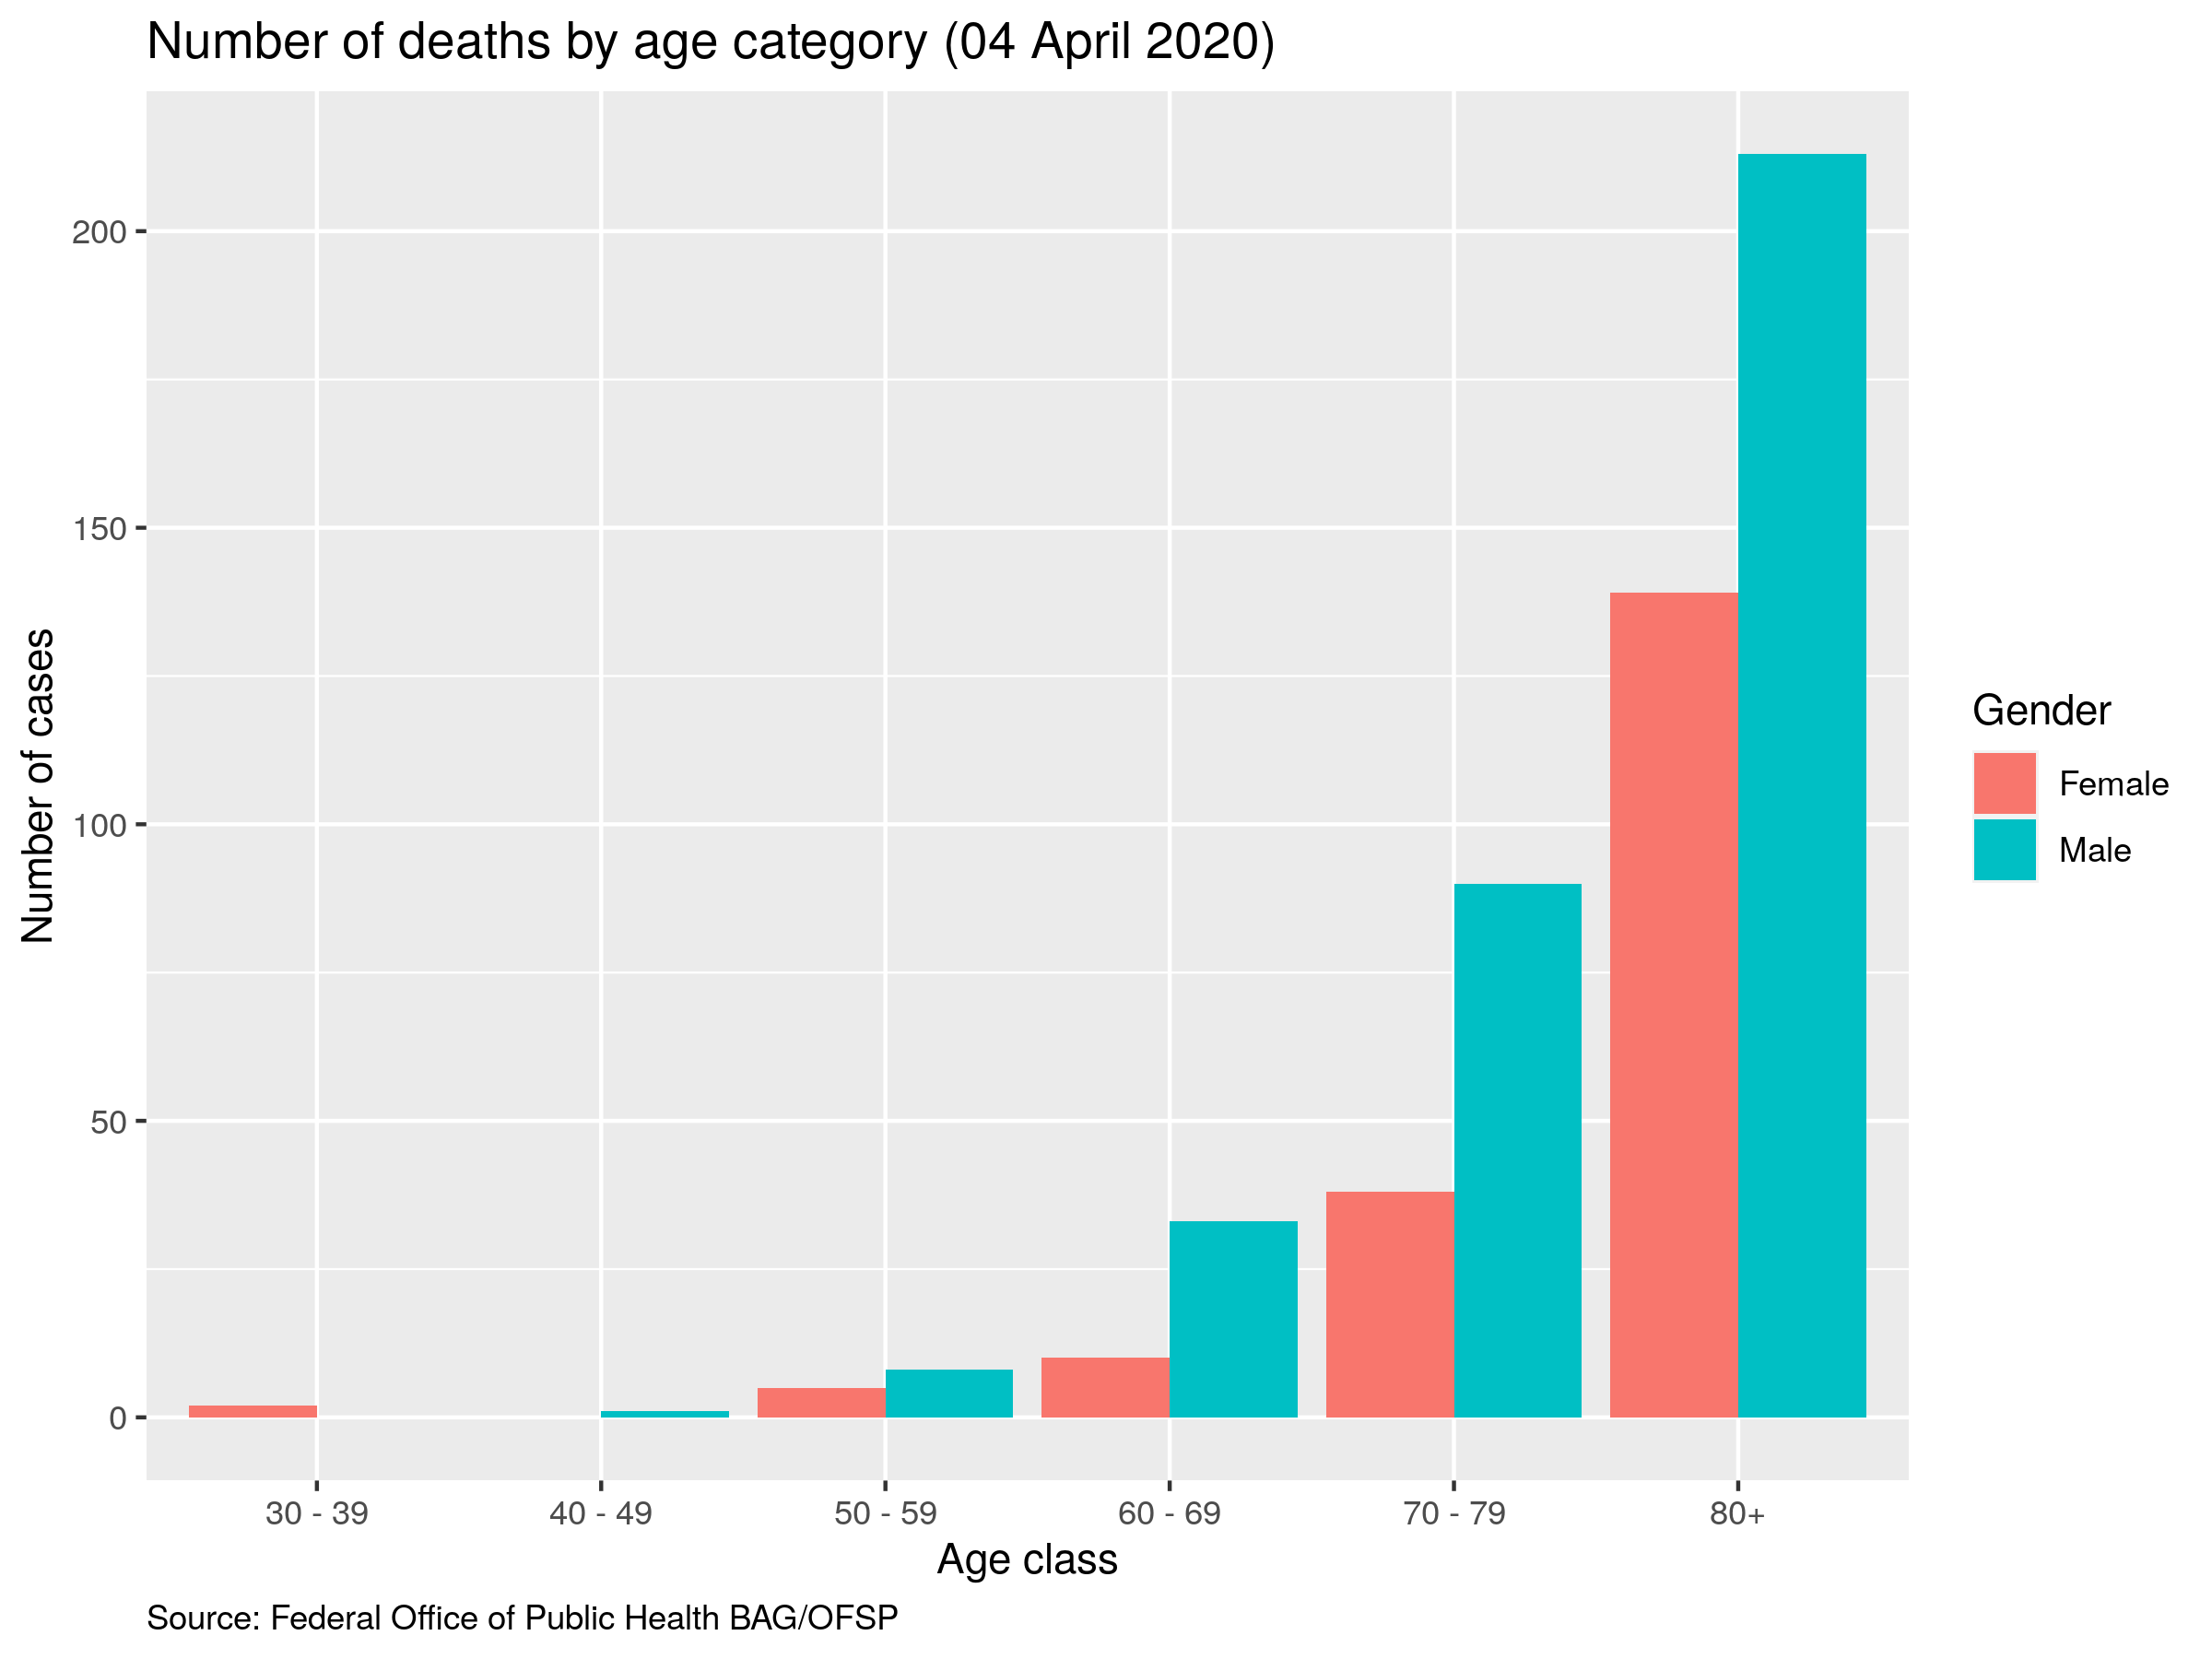 Number of deaths by age category (04 April 2020)
Number of cases
200
150
100
50
0
30 - 39 40 - 49 50 - 59 60 - 69 70 - 79 80+
Age class
Gender
Female
Male
Source: Federal Office of Public Health BAG/OFSP